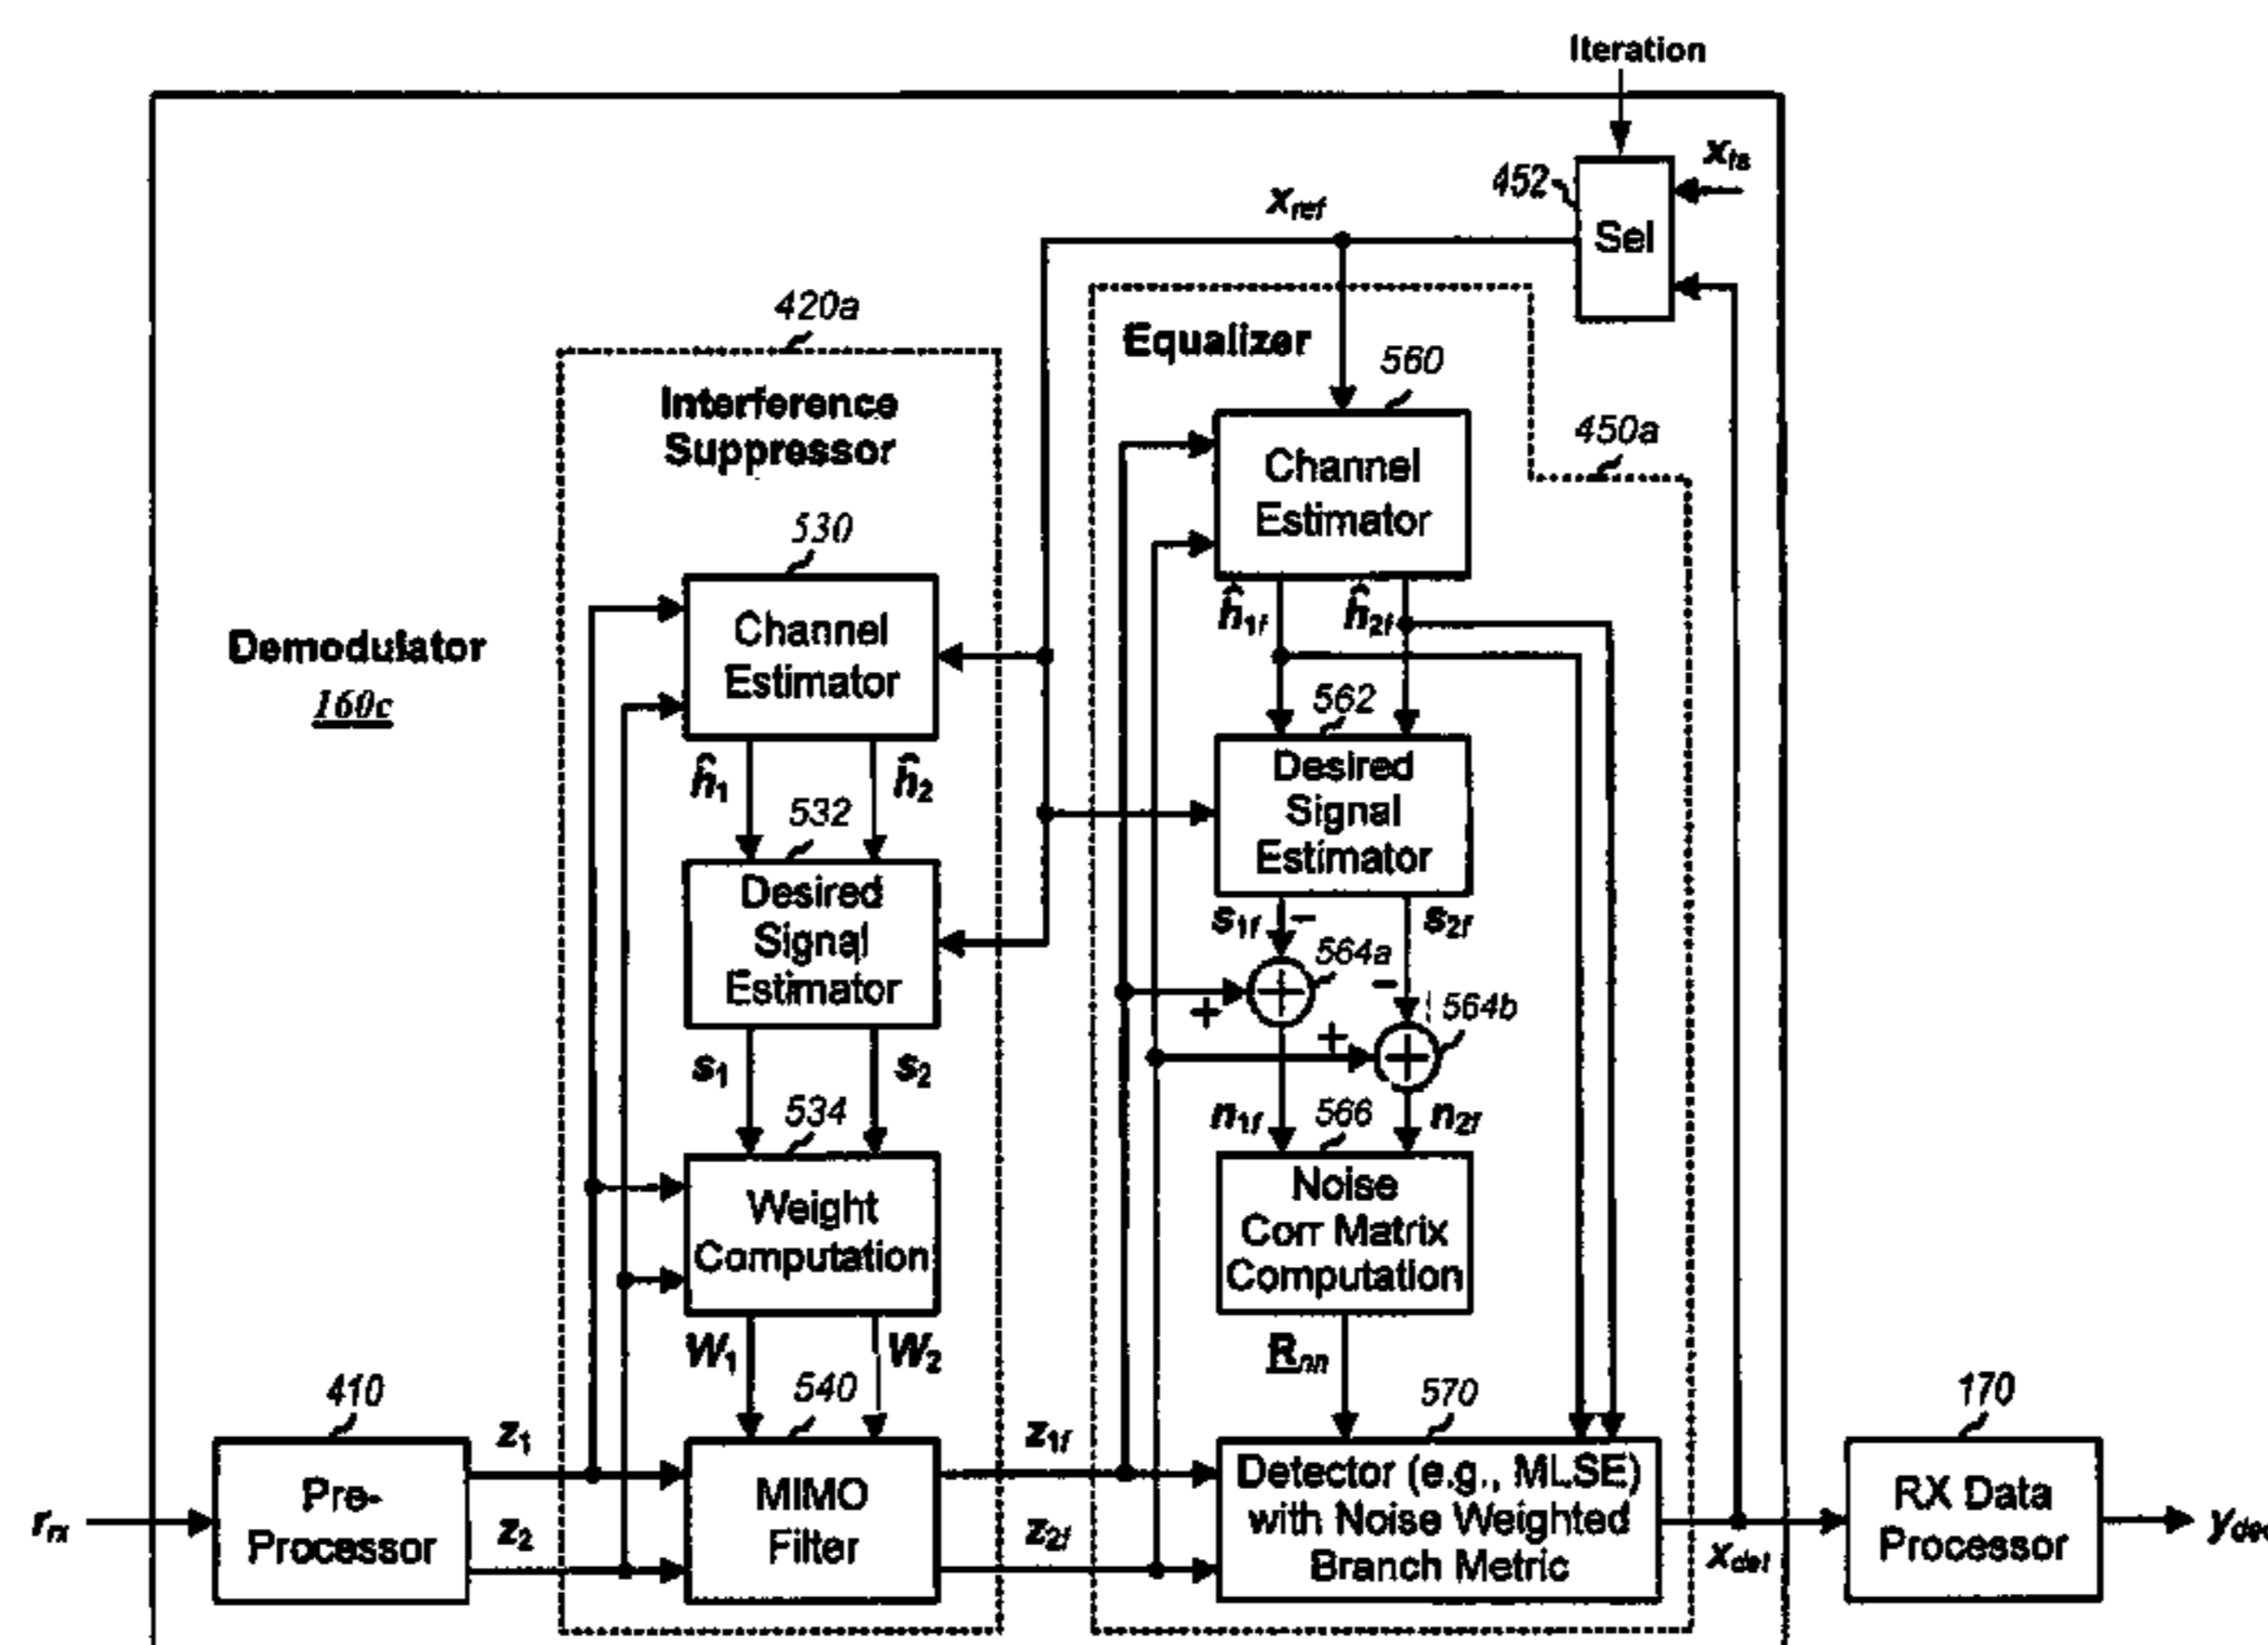 Iteration
x_ts
452
Sel
x_ref
420a
Equalizer
560
Interference
Suppressor
450a
Channel
Estimator
530
ĥ_1f
ĥ_2f
Channel
Estimator
Demodulator
160c
562
Desired
Signal
Estimator
ĥ_1
ĥ_2
532
Desired
Signal
Estimator
s_1f
−
s_2f
564a
+
−
564b
+
s_1
s_2
534
n_1f
566
n_2f
Noise
Corr Matrix
Computation
Weight
Computation
W_1
W_2
R_nn
410
540
570
170
z_1
z_1f
Pre-
Processor
MIMO
Filter
Detector (e.g., MLSE)
with Noise Weighted
Branch Metric
RX Data
Processor
r_rx
z_2
z_2f
x_det